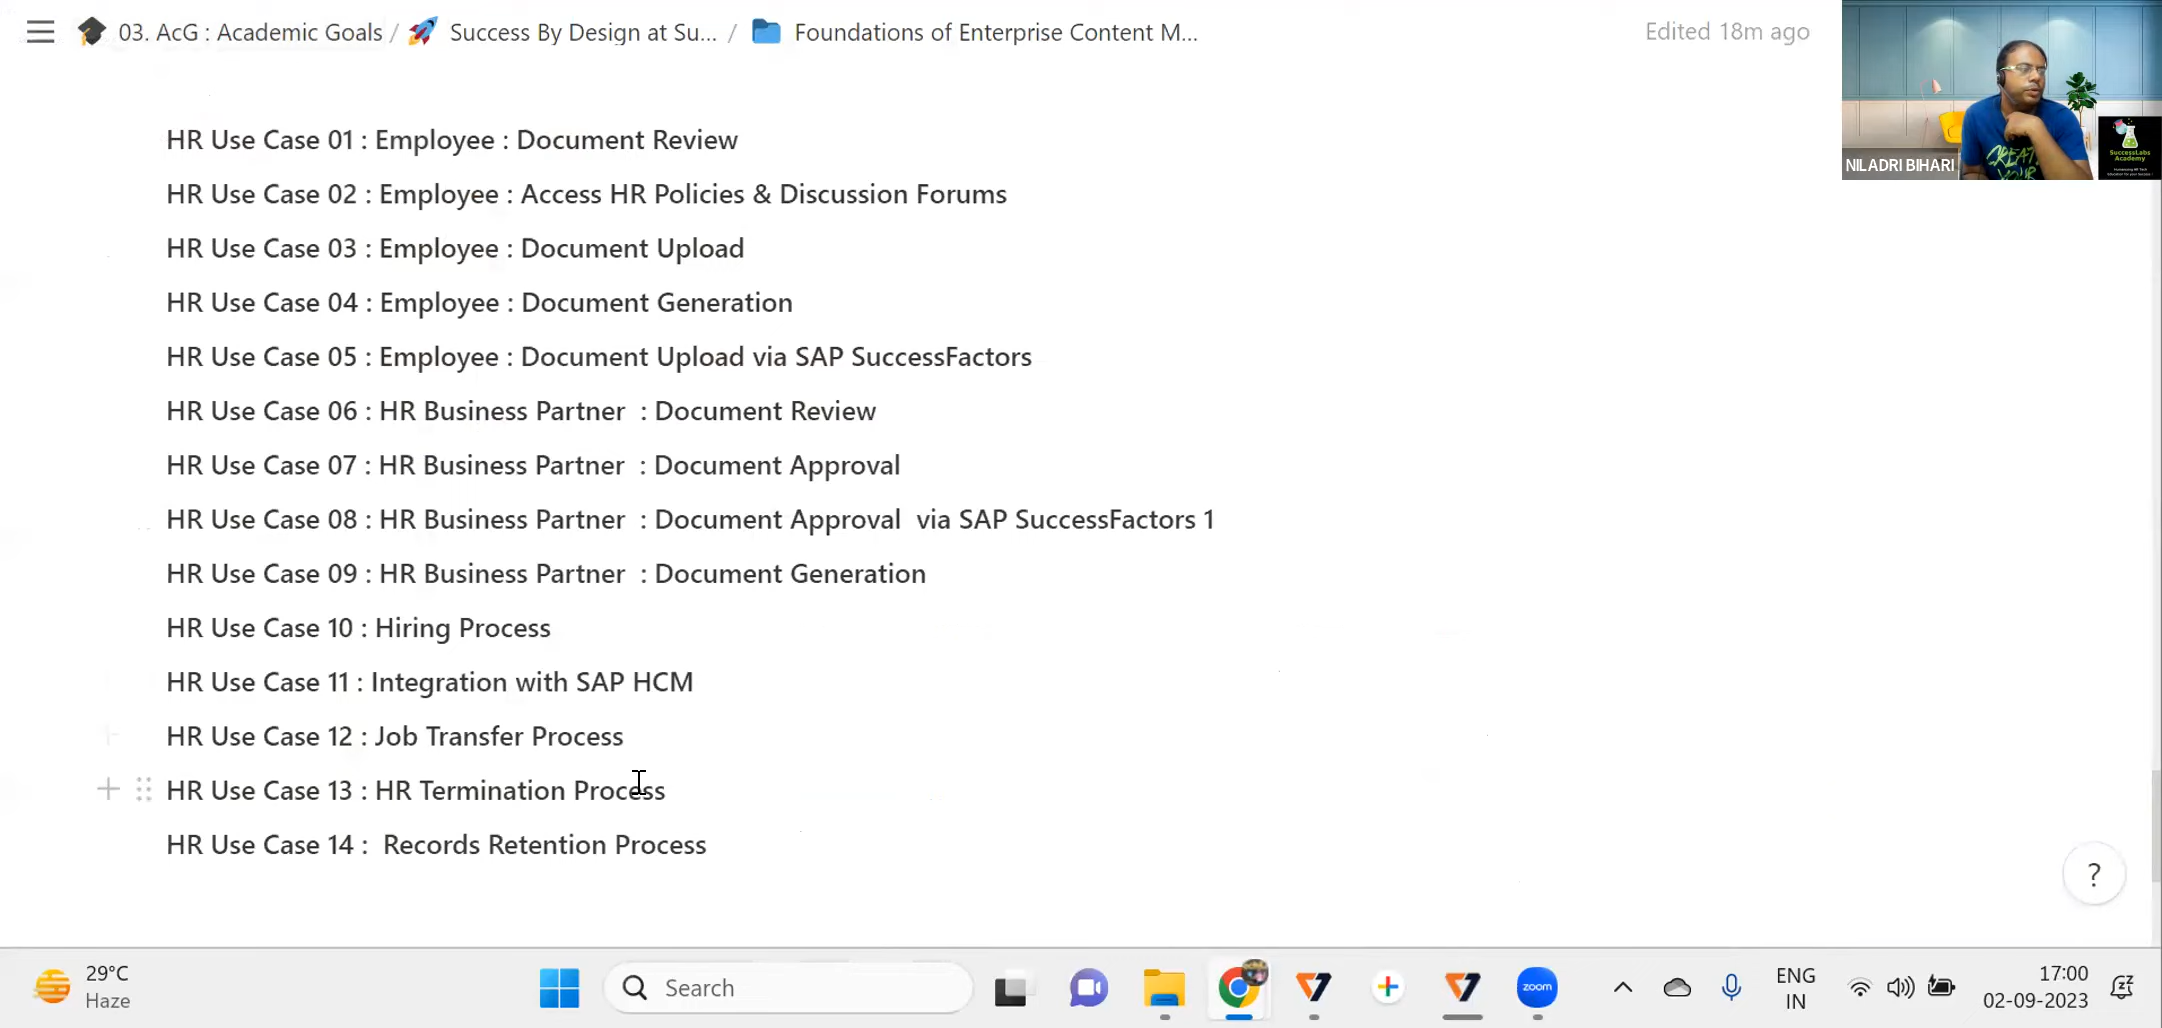 03. AcG : Academic Goals / Success By Design at Su... / Foundations of Enterprise Content M...
Edited 18m ago
HR Use Case 01 : Employee : Document Review
HR Use Case 02 : Employee : Access HR Policies & Discussion Forums
HR Use Case 03 : Employee : Document Upload
HR Use Case 04 : Employee : Document Generation
HR Use Case 05 : Employee : Document Upload via SAP SuccessFactors
HR Use Case 06 : HR Business Partner : Document Review
HR Use Case 07 : HR Business Partner : Document Approval
HR Use Case 08 : HR Business Partner : Document Approval via SAP SuccessFactors 1
HR Use Case 09 : HR Business Partner : Document Generation
HR Use Case 10 : Hiring Process
HR Use Case 11 : Integration with SAP HCM
HR Use Case 12 : Job Transfer Process
HR Use Case 13 : HR Termination Process
HR Use Case 14 : Records Retention Process
NILADRI BIHARI
CREATE
YOUR
SuccessLabs
Academy
?
29°C
Haze
Search
zoom
ENG
IN
17:00
02-09-2023